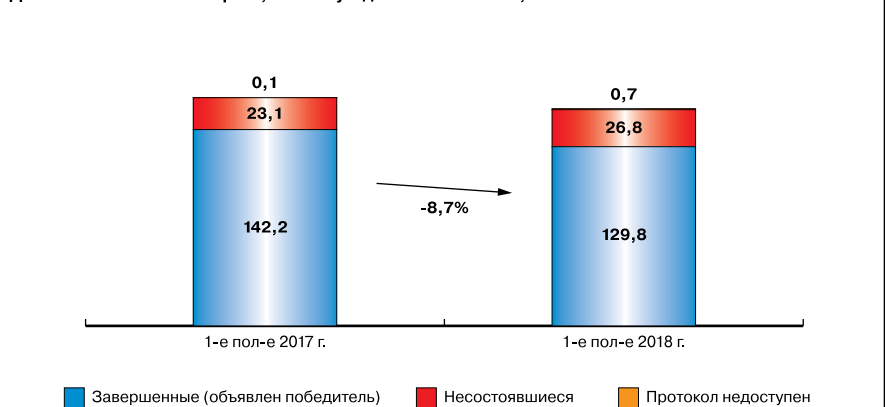 0,1
23,1
142,2
-8,7%
0,7
26,8
129,8
1-е пол-е 2017 г.
1-е пол-е 2018 г.
Завершенные (объявлен победитель)
Несостоявшиеся
Протокол недоступен